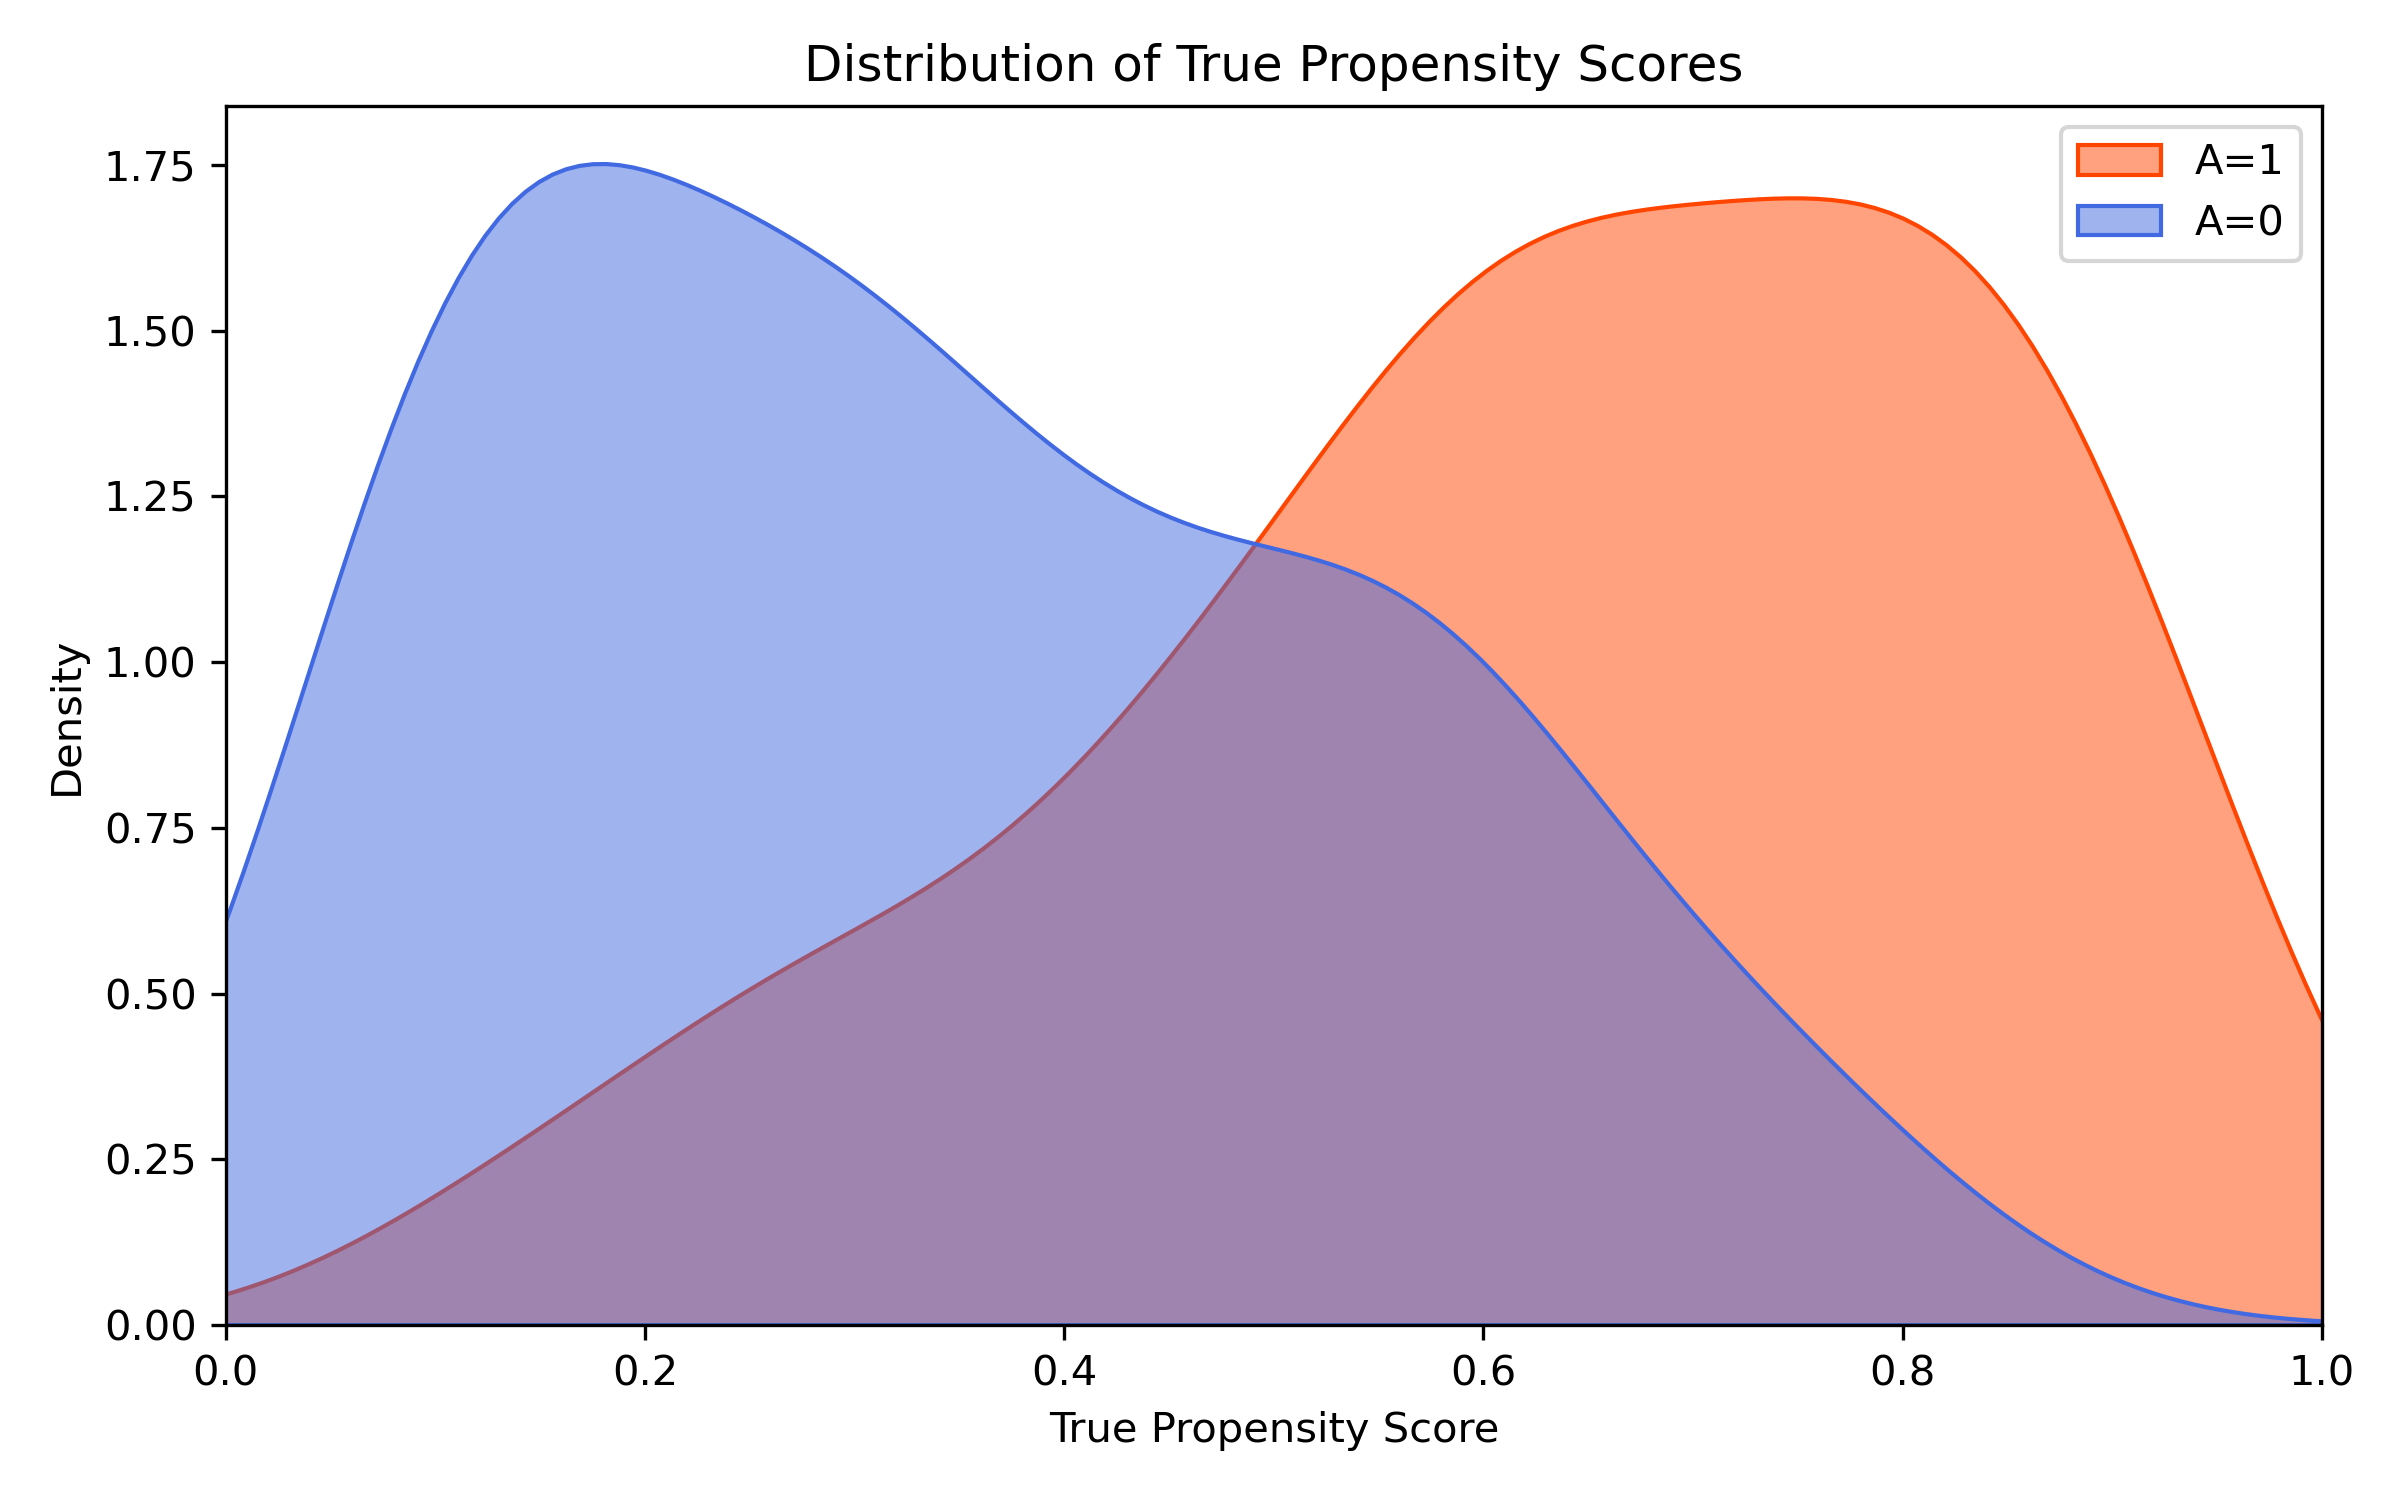 Distribution of True Propensity Scores
A=1
A=0
1.75
1.50
1.25
1.00
0.75
0.50
0.25
0.00
Density
0.0 0.2 0.4 0.6 0.8 1.0
True Propensity Score